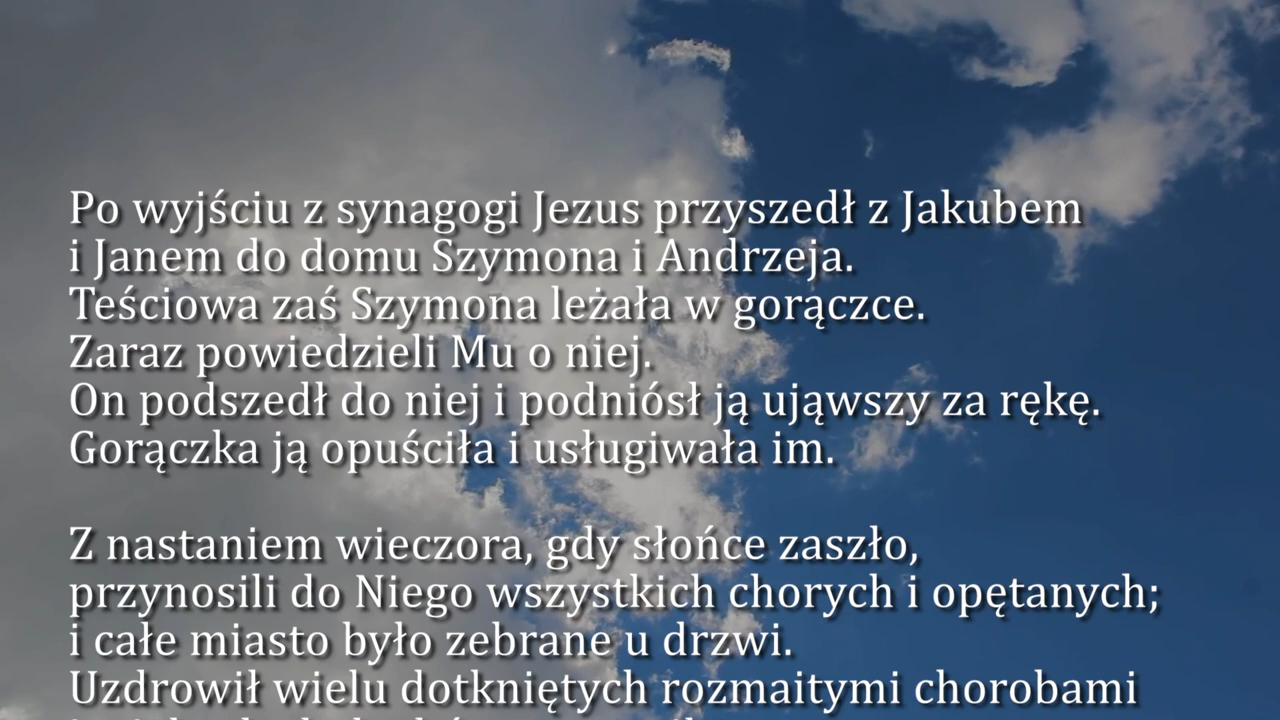 Po wyjściu z synagogi Jezus przyszedł z Jakubem
i Janem do domu Szymona i Andrzeja.
Teściowa zaś Szymona leżała w gorączce.
Zaraz powiedzieli Mu o niej.
On podszedł do niej i podniósł ją ująwszy za rękę.
Gorączka ją opuściła i usługiwała im.
Z nastaniem wieczora, gdy słońce zaszło,
przynosili do Niego wszystkich chorych i opętanych;
i całe miasto było zebrane u drzwi.
Uzdrowił wielu dotkniętych rozmaitymi chorobami